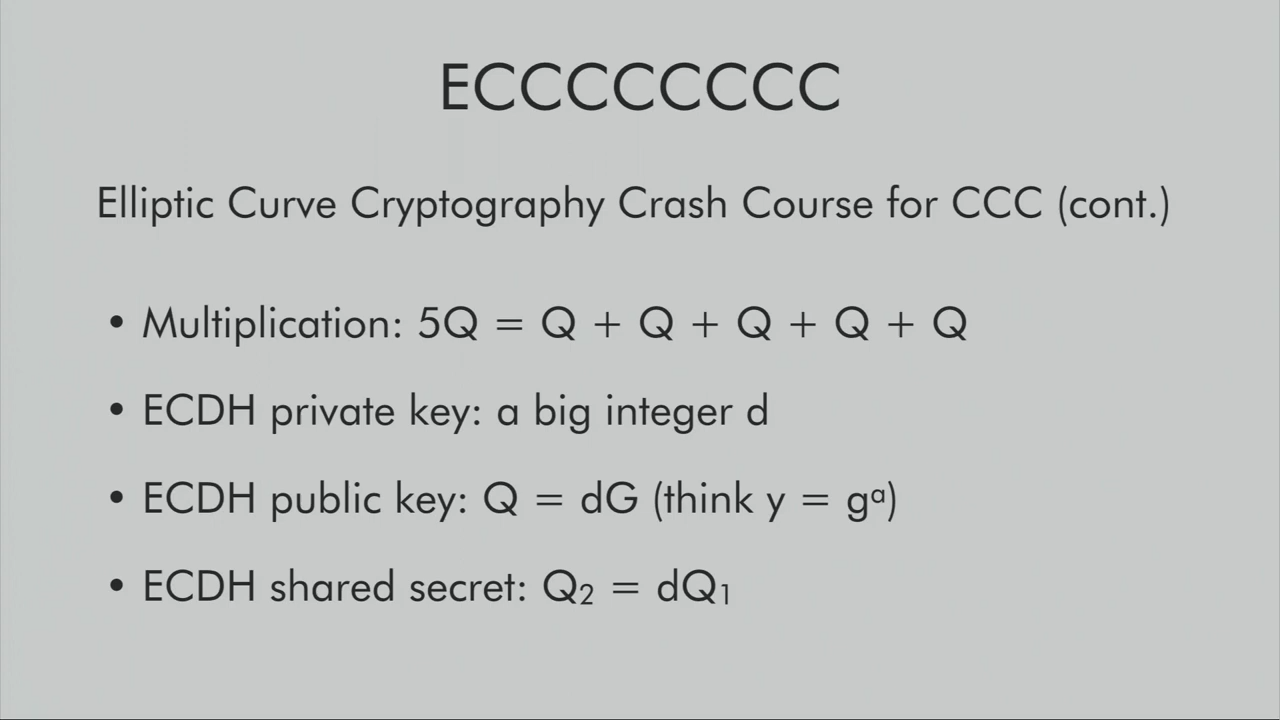 ECCCCCCCC
Elliptic Curve Cryptography Crash Course for CCC (cont.)
• Multiplication: 5Q = Q + Q + Q + Q + Q
• ECDH private key: a big integer d
• ECDH public key: Q = dG (think y = gᵃ)
• ECDH shared secret: Q₂ = dQ₁